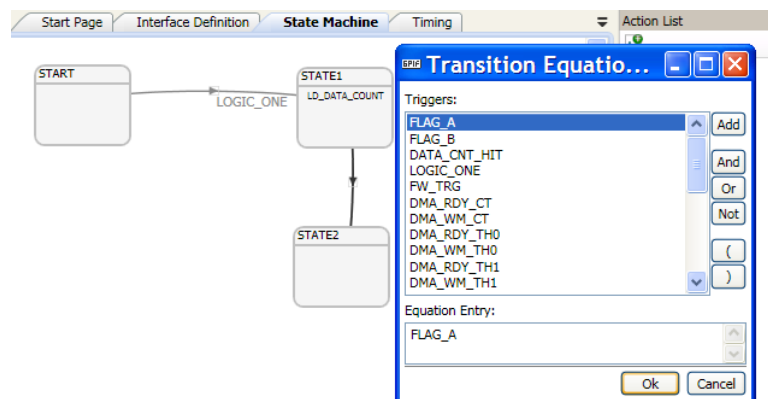 Start Page
Interface Definition
State Machine
Timing
Action List
START
LOGIC_ONE
STATE1
LD_DATA_COUNT
STATE2
GPIF
Transition Equatio...
Triggers:
FLAG_A
FLAG_B
DATA_CNT_HIT
LOGIC_ONE
FW_TRG
DMA_RDY_CT
DMA_WM_CT
DMA_RDY_TH0
DMA_WM_TH0
DMA_RDY_TH1
DMA_WM_TH1
Add
And
Or
Not
(
)
Equation Entry:
FLAG_A
Ok
Cancel